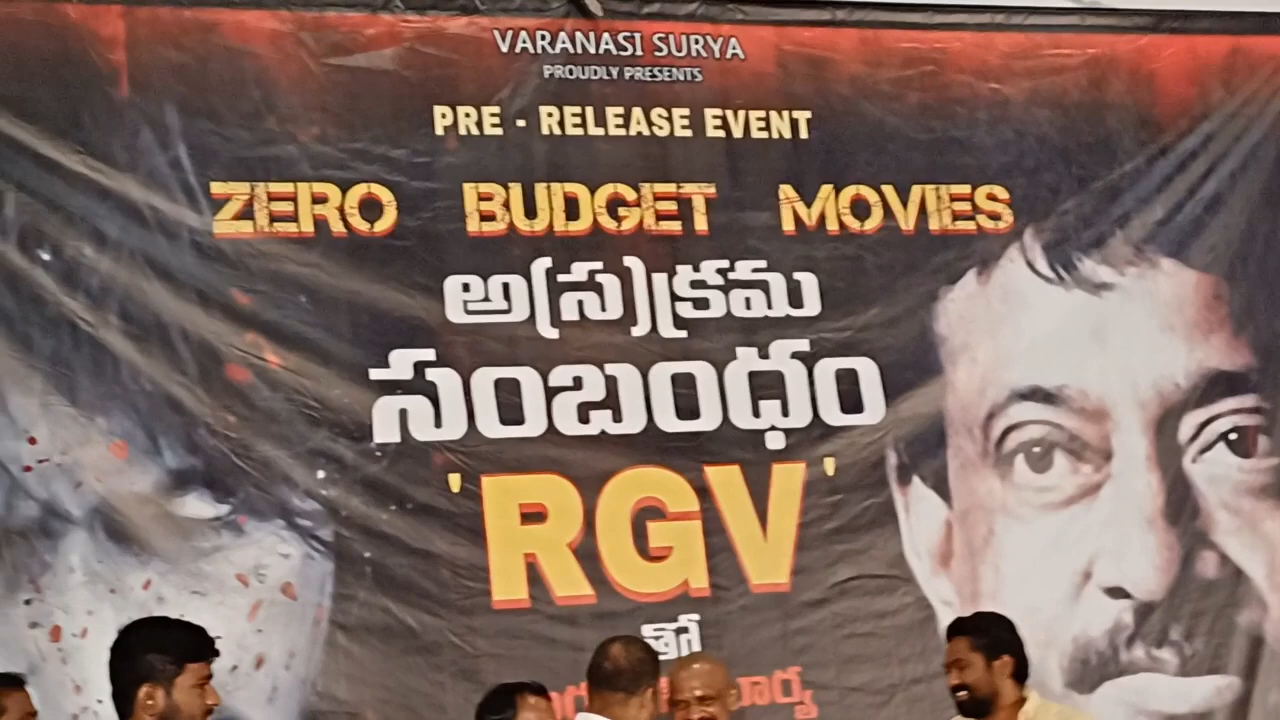 VARANASI SURYA
PROUDLY PRESENTS
PRE - RELEASE EVENT
ZERO BUDGET MOVIES
అ(స)క్రమ
సంబంధం
'RGV'
తో